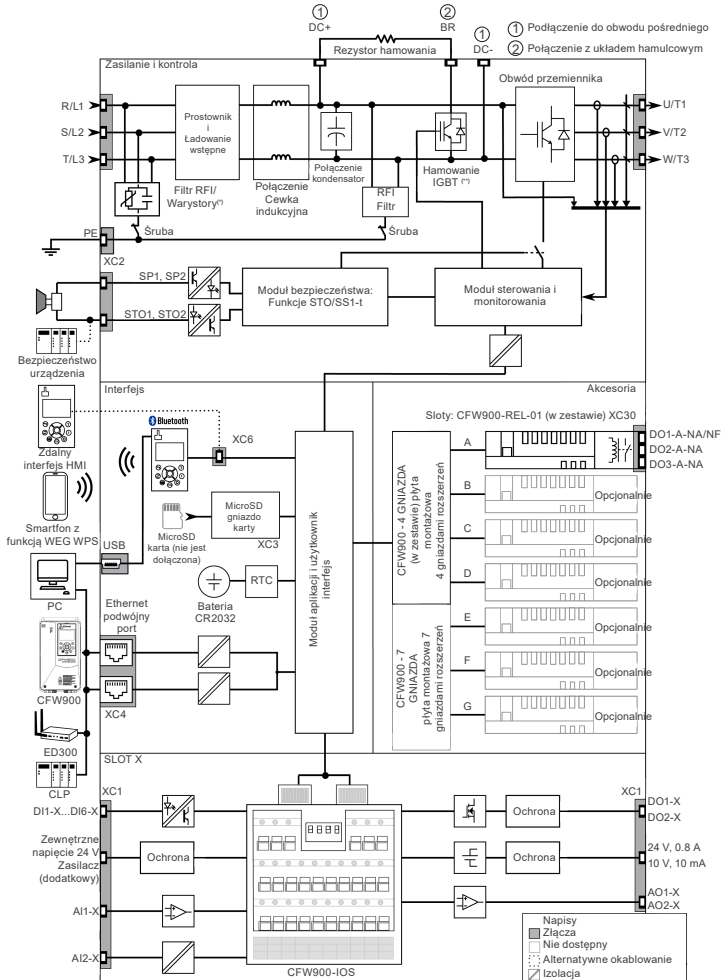 1
DC+
2
BR
1
DC-
1 Podłączenie do obwodu pośredniego
2 Połączenie z układem hamulcowym
Rezystor hamowania
Zasilanie i kontrola
Obwód przemiennika
R/L1
S/L2
T/L3
Prostownik
i
Ładowanie
wstępne
U/T1
V/T2
W/T3
Połączenie
kondensator
Hamowanie
IGBT (**)
Filtr RFI/
Warystory(*)
Połączenie
Cewka
indukcyjna
RFI
Filtr
PE
Śruba
Śruba
XC2
SP1, SP2
STO1, STO2
Moduł bezpieczeństwa:
Funkcje STO/SS1-t
Moduł sterowania i
monitorowania
Bezpieczeństwo
urządzenia
Interfejs
Akcesoria
Bluetooth
XC6
Sloty: CFW900-REL-01 (w zestawie) XC30
Zdalny
interfejs HMI
Smartfon z
funkcją WEG WPS
MicroSD
karta (nie jest
dołączona)
MicroSD
gniazdo
karty
XC3
USB
PC
Bateria
CR2032
RTC
Moduł aplikacji i użytkownik
interfejs
Ethernet
podwójny
port
XC4
CFW900
ED300
CLP
CFW900 - 4 GNIAZDA
(w zestawie) płyta
montażowa
4 gniazdami rozszerzeń
CFW900 - 7
GNIAZDA
płyta montażowa 7
gniazdami rozszerzeń
A
DO1-A-NA/NF
DO2-A-NA
DO3-A-NA
B
Opcjonalnie
C
Opcjonalnie
D
Opcjonalnie
E
Opcjonalnie
F
Opcjonalnie
G
Opcjonalnie
SLOT X
XC1
XC1
DI1-X...DI6-X
Zewnętrzne
napięcie 24 V
Zasilacz
(dodatkowy)
Ochrona
AI1-X
AI2-X
CFW900-IOS
Ochrona
DO1-X
DO2-X
Ochrona
24 V, 0.8 A
10 V, 10 mA
AO1-X
AO2-X
Napisy
Złącza
Nie dostępny
Alternatywne okablowanie
Izolacja